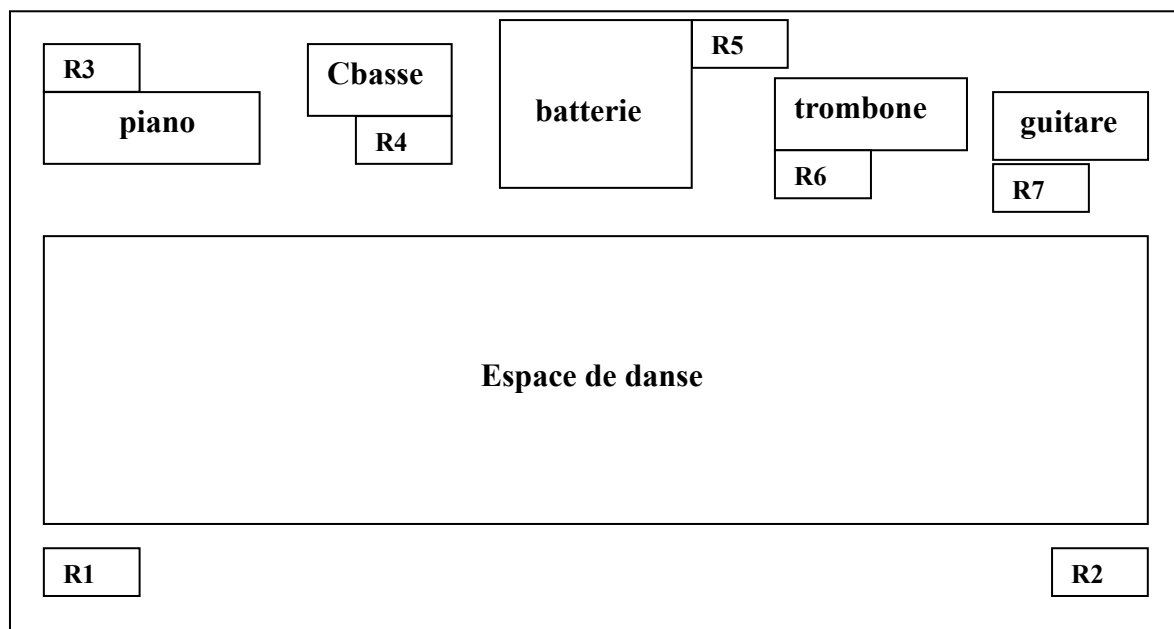 R3
Cbasse
R5
piano
R4
batterie
trombone
guitare
R6
R7
Espace de danse
R1
R2